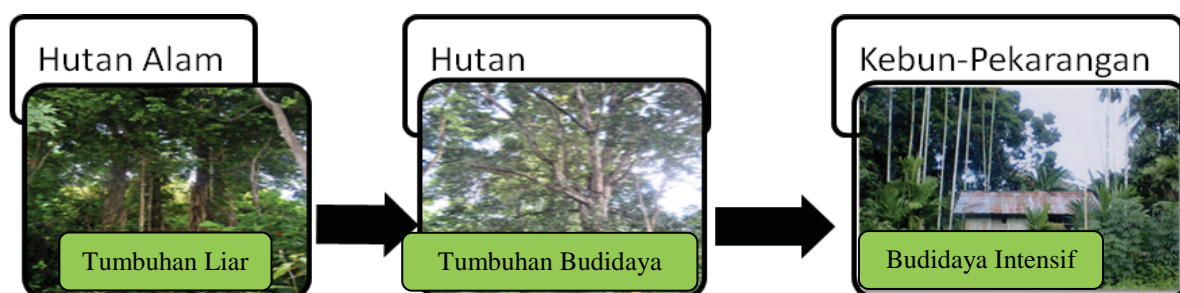 Hutan Alam
Tumbuhan Liar
Hutan
Tumbuhan Budidaya
Kebun-Pekarangan
Budidaya Intensif